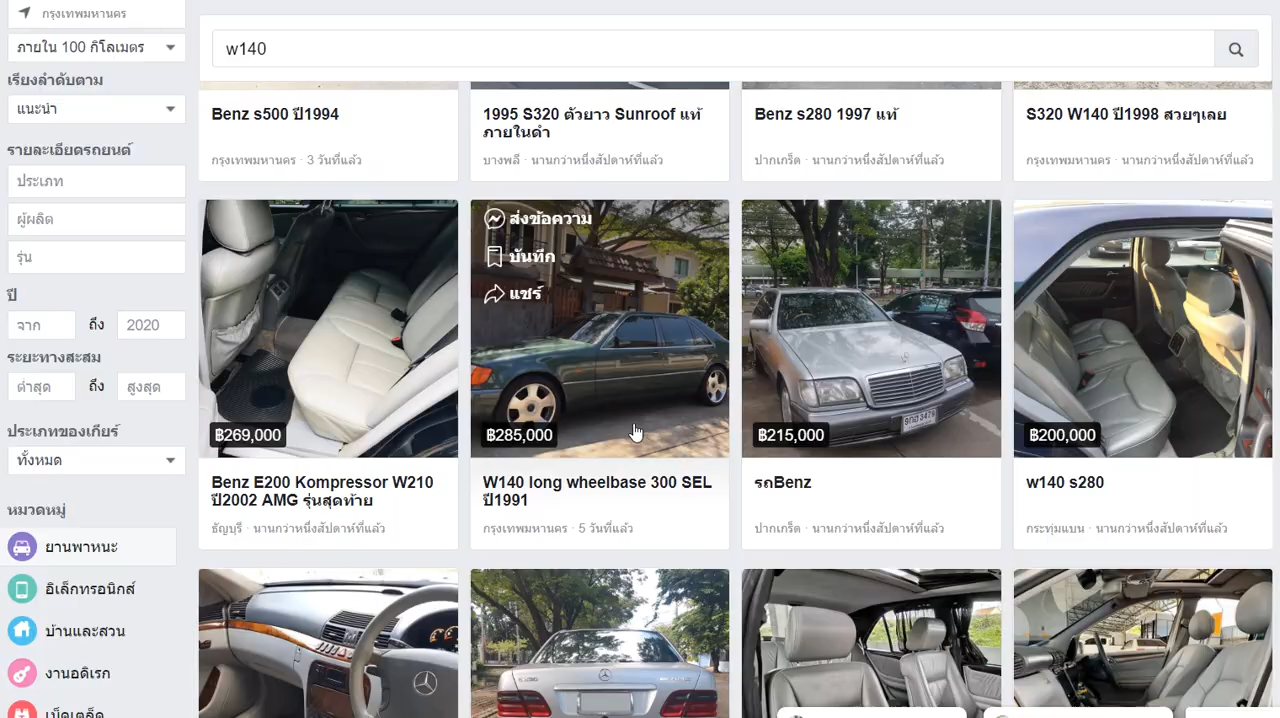 กรุงเทพมหานคร
ภายใน 100 กิโลเมตร
เรียงลำดับตาม
แนะนำ
รายละเอียดรถยนต์
ประเภท
ผู้ผลิต
รุ่น
ปี
จาก ถึง 2020
ระยะทางสะสม
ต่ำสุด ถึง สูงสุด
ประเภทของเกียร์
ทั้งหมด
หมวดหมู่
ยานพาหนะ
อิเล็กทรอนิกส์
บ้านและสวน
งานอดิเรก
w140
Benz s500 ปี1994
กรุงเทพมหานคร · 3 วันที่แล้ว
1995 S320 ตัวยาว Sunroof แท้
ภายในดำ
บางพลี · นานกว่าหนึ่งสัปดาห์ที่แล้ว
Benz s280 1997 แท้
ปากเกร็ด · นานกว่าหนึ่งสัปดาห์ที่แล้ว
S320 W140 ปี1998 สวยๆเลย
กรุงเทพมหานคร · นานกว่าหนึ่งสัปดาห์ที่แล้ว
฿269,000
Benz E200 Kompressor W210
ปี2002 AMG รุ่นสุดท้าย
ธัญบุรี · นานกว่าหนึ่งสัปดาห์ที่แล้ว
ส่งข้อความ
บันทึก
แชร์
฿285,000
W140 long wheelbase 300 SEL
ปี1991
กรุงเทพมหานคร · 5 วันที่แล้ว
฿215,000
รถBenz
ปากเกร็ด · นานกว่าหนึ่งสัปดาห์ที่แล้ว
฿200,000
w140 s280
กระทุ่มแบน · นานกว่าหนึ่งสัปดาห์ที่แล้ว